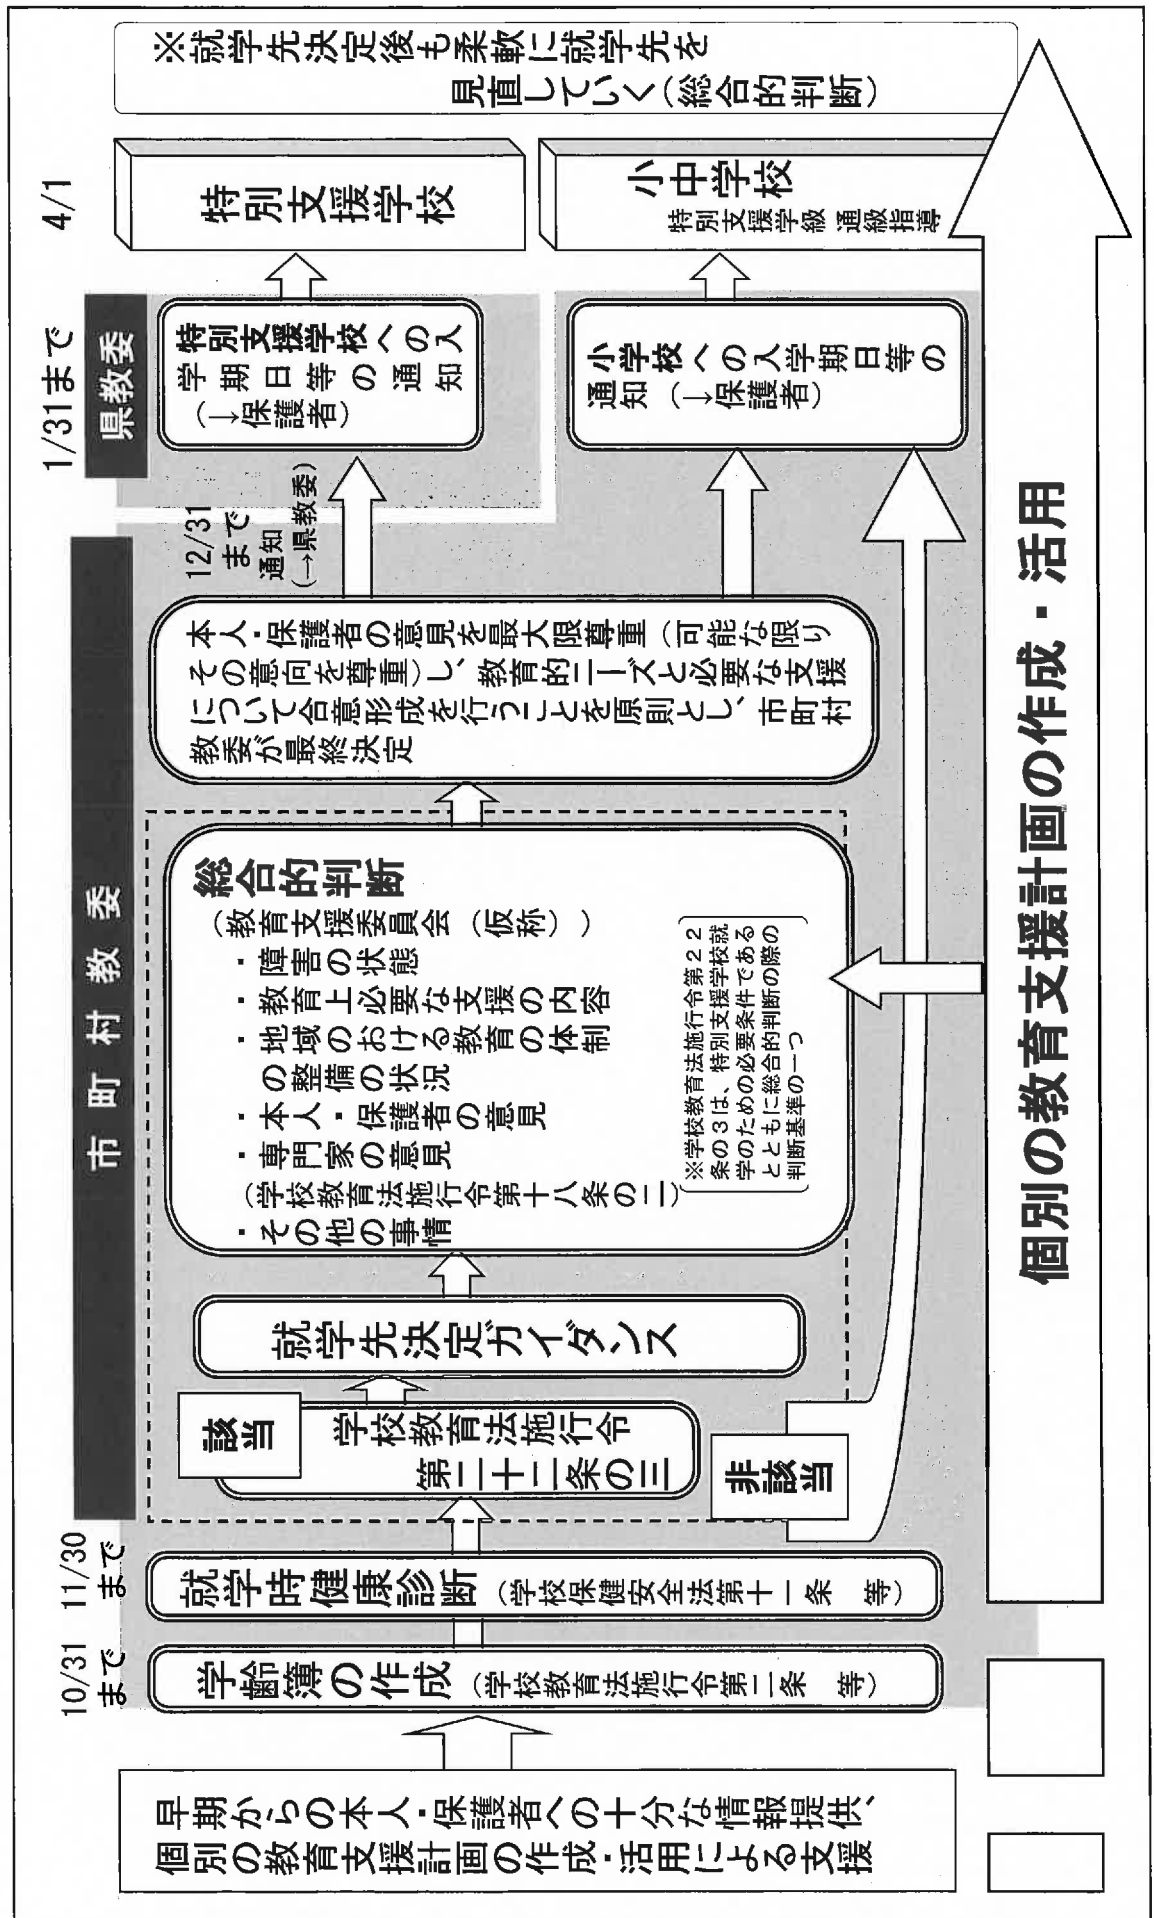 早期からの本人・保護者への十分な情報提供、
個別の教育支援計画の作成・活用による支援
10/31
まで
学齢簿の作成(学校教育法施行令第二条 等)
11/30
まで
就学時健康診断(学校保健安全法第十一条 等)
市町村教委
該当
学校教育法施行令
第二十二条の三
非該当
就学先決定ガイダンス
総合的判断
(教育支援委員会(仮称))
・障害の状態
・教育上必要な支援の内容
・地域のおける教育の体制
の整備の状況
・本人・保護者の意見
・専門家の意見
(学校教育法施行令第十八条の二)
・その他の事情
※学校教育法施行令第22
条の3は、特別支援学校就
学のための必要条件である
とともに総合的判断の際の
判断基準の一つ
本人・保護者の意見を最大限尊重(可能な限り
その意向を尊重)し、教育的ニーズと必要な支援
について合意形成を行うことを原則とし、市町村
教委が最終決定
12/31
まで
通知
(→県教委)
1/31まで
県教委
特別支援学校への入
学期日等の通知
(→保護者)
小学校への入学期日等の
通知 (→保護者)
4/1
特別支援学校
小中学校
特別支援学級 通級指導
※就学先決定後も柔軟に就学先を
見直していく(総合的判断)
個別の教育支援計画の作成・活用